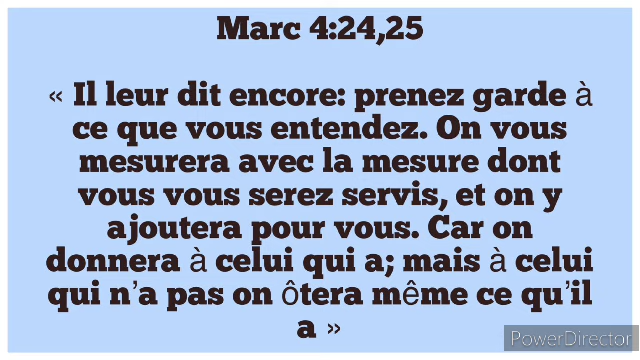 Marc 4:24,25
« Il leur dit encore: prenez garde à
ce que vous entendez. On vous
mesurera avec la mesure dont
vous vous serez servis, et on y
ajoutera pour vous. Car on
donnera à celui qui a; mais à celui
qui n’a pas on ôtera même ce qu’il
a »
PowerDirector